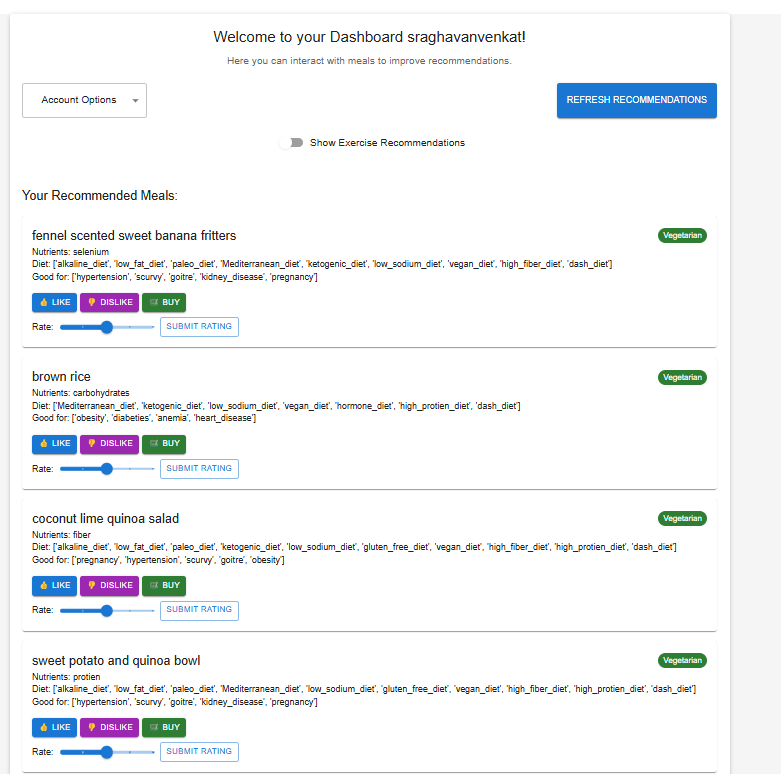 Welcome to your Dashboard sraghavanvenkat!
Here you can interact with meals to improve recommendations.
Account Options
REFRESH RECOMMENDATIONS
Show Exercise Recommendations
Your Recommended Meals:
fennel scented sweet banana fritters
Vegetarian
Nutrients: selenium
Diet: ['alkaline_diet', 'low_fat_diet', 'paleo_diet', 'Mediterranean_diet', 'ketogenic_diet', 'low_sodium_diet', 'vegan_diet', 'high_fiber_diet', 'dash_diet']
Good for: ['hypertension', 'scurvy', 'goitre', 'kidney_disease', 'pregnancy']
👍 LIKE 👎 DISLIKE 🛒 BUY
Rate: SUBMIT RATING
brown rice
Vegetarian
Nutrients: carbohydrates
Diet: ['Mediterranean_diet', 'ketogenic_diet', 'low_sodium_diet', 'vegan_diet', 'hormone_diet', 'high_protien_diet', 'dash_diet']
Good for: ['obesity', 'diabeties', 'anemia', 'heart_disease']
👍 LIKE 👎 DISLIKE 🛒 BUY
Rate: SUBMIT RATING
coconut lime quinoa salad
Vegetarian
Nutrients: fiber
Diet: ['alkaline_diet', 'low_fat_diet', 'paleo_diet', 'ketogenic_diet', 'low_sodium_diet', 'gluten_free_diet', 'vegan_diet', 'high_fiber_diet', 'high_protien_diet', 'dash_diet']
Good for: ['pregnancy', 'hypertension', 'scurvy', 'goitre', 'obesity']
👍 LIKE 👎 DISLIKE 🛒 BUY
Rate: SUBMIT RATING
sweet potato and quinoa bowl
Vegetarian
Nutrients: protien
Diet: ['alkaline_diet', 'low_fat_diet', 'paleo_diet', 'Mediterranean_diet', 'low_sodium_diet', 'gluten_free_diet', 'vegan_diet', 'high_fiber_diet', 'high_protien_diet', 'dash_diet']
Good for: ['hypertension', 'scurvy', 'goitre', 'kidney_disease', 'pregnancy']
👍 LIKE 👎 DISLIKE 🛒 BUY
Rate: SUBMIT RATING